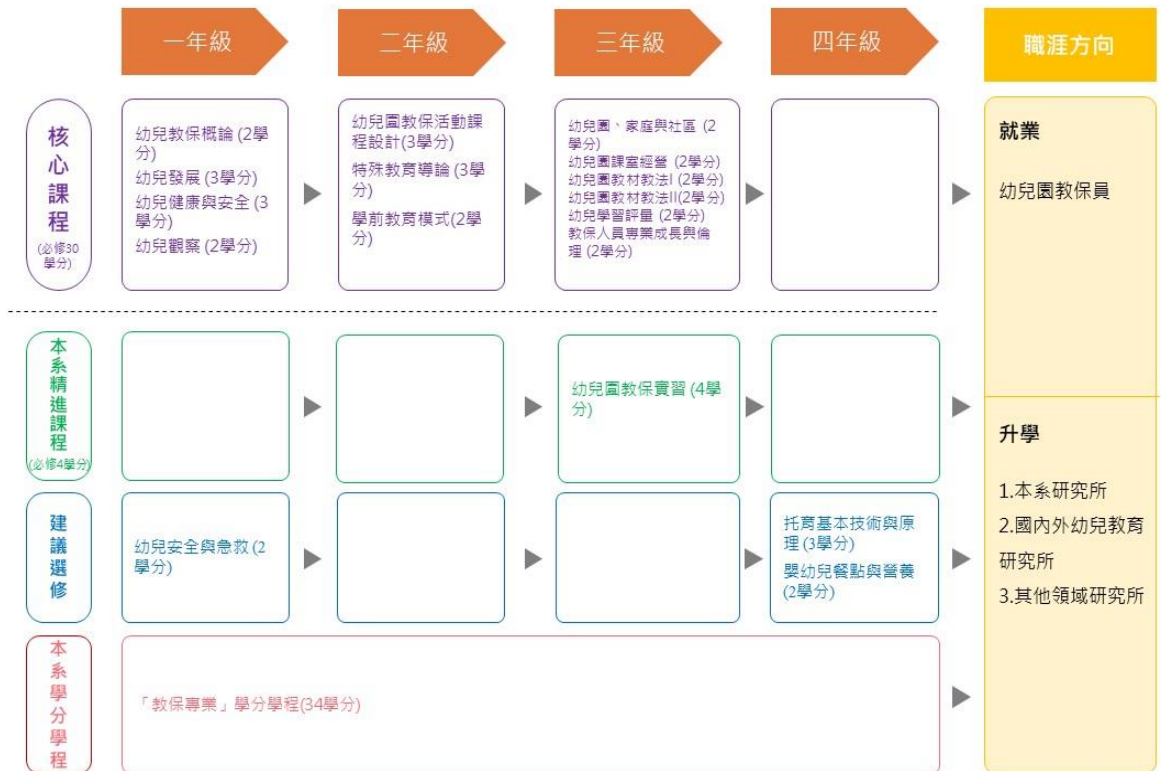 一年級
二年級
三年級
四年級
職涯方向
核
心
課
程
(必修30
學分)
幼兒教保概論 (2學
分)
幼兒發展 (3學分)
幼兒健康與安全 (3
學分)
幼兒觀察 (2學分)
幼兒園教保活動課
程設計(3學分)
特殊教育導論 (3學
分)
學前教育模式(2學
分)
幼兒園、家庭與社區 (2
學分)
幼兒園課室經營 (2學分)
幼兒園教材教法I (2學分)
幼兒園教材教法II(2學分)
幼兒學習評量 (2學分)
教保人員專業成長與倫
理 (2學分)
就業
幼兒園教保員
本
系
精
進
課
程
(必修4學分)
幼兒園教保實習 (4學
分)
建
議
選
修
幼兒安全與急救 (2
學分)
托育基本技術與原
理 (3學分)
嬰幼兒餐點與營養
(2學分)
升學
1.本系研究所
2.國內外幼兒教育
研究所
3.其他領域研究所
本
系
學
分
學
程
「教保專業」學分學程(34學分)